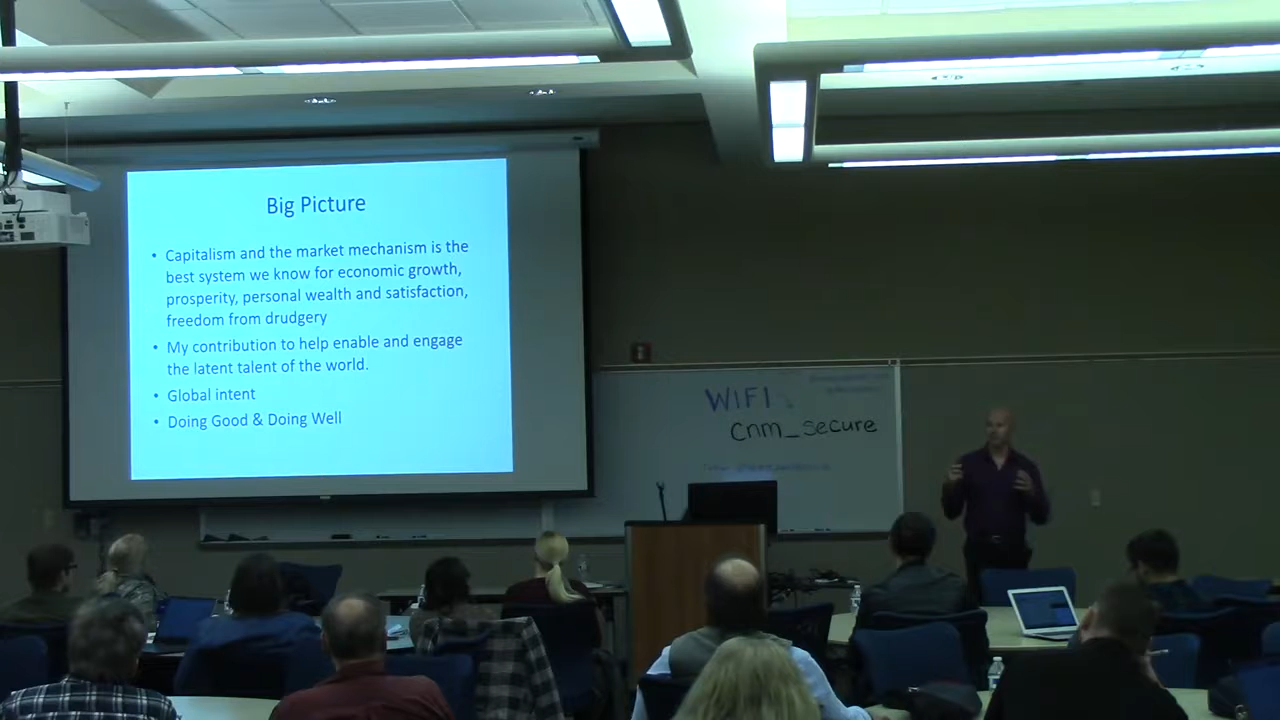 Big Picture
• Capitalism and the market mechanism is the
best system we know for economic growth,
prosperity, personal wealth and satisfaction,
freedom from drudgery
• My contribution to help enable and engage
the latent talent of the world.
• Global intent
• Doing Good & Doing Well
WIFI
cnm_secure